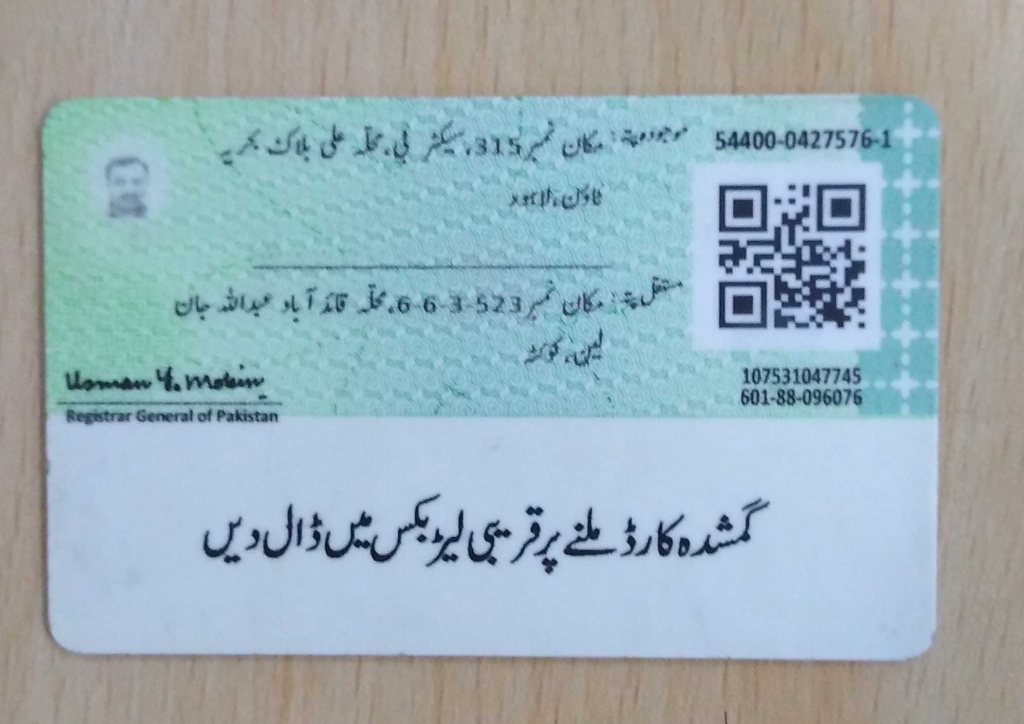 54400-0427576-1
موجودہ پتہ: مکان نمبر 315، سیکٹر بی، محلہ علی بلاک بحریہ
ٹاؤن، لاہور
مستقل پتہ: مکان نمبر 523-3-6-6، محلہ قائد آباد عبداللہ جان
لین، کوئٹہ
107531047745
601-88-096076
Usman Y. Mobin
Registrar General of Pakistan
گمشدہ کارڈ ملنے پر قریبی لیٹر بکس میں ڈال دیں